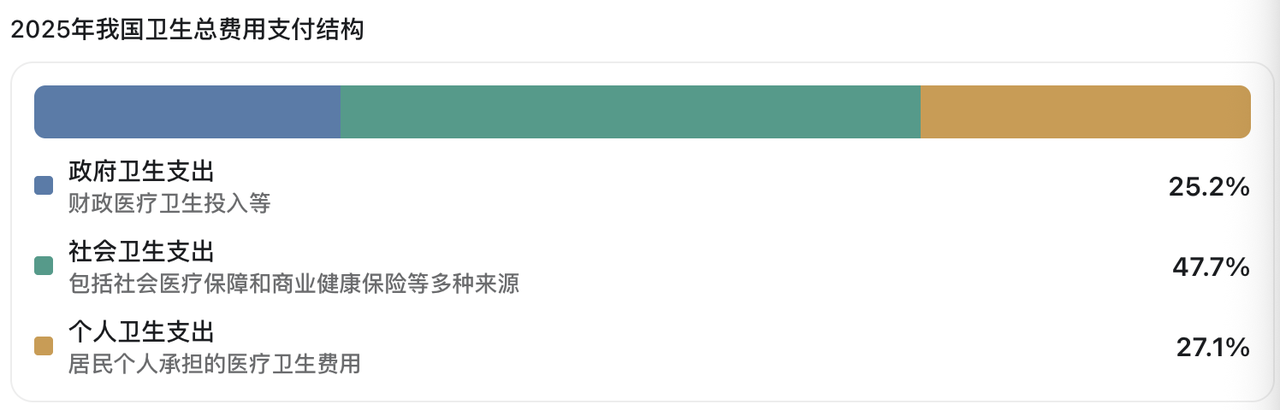 2025年我国卫生总费用支付结构
政府卫生支出
财政医疗卫生投入等
25.2%
社会卫生支出
包括社会医疗保障和商业健康保险等多种来源
47.7%
个人卫生支出
居民个人承担的医疗卫生费用
27.1%